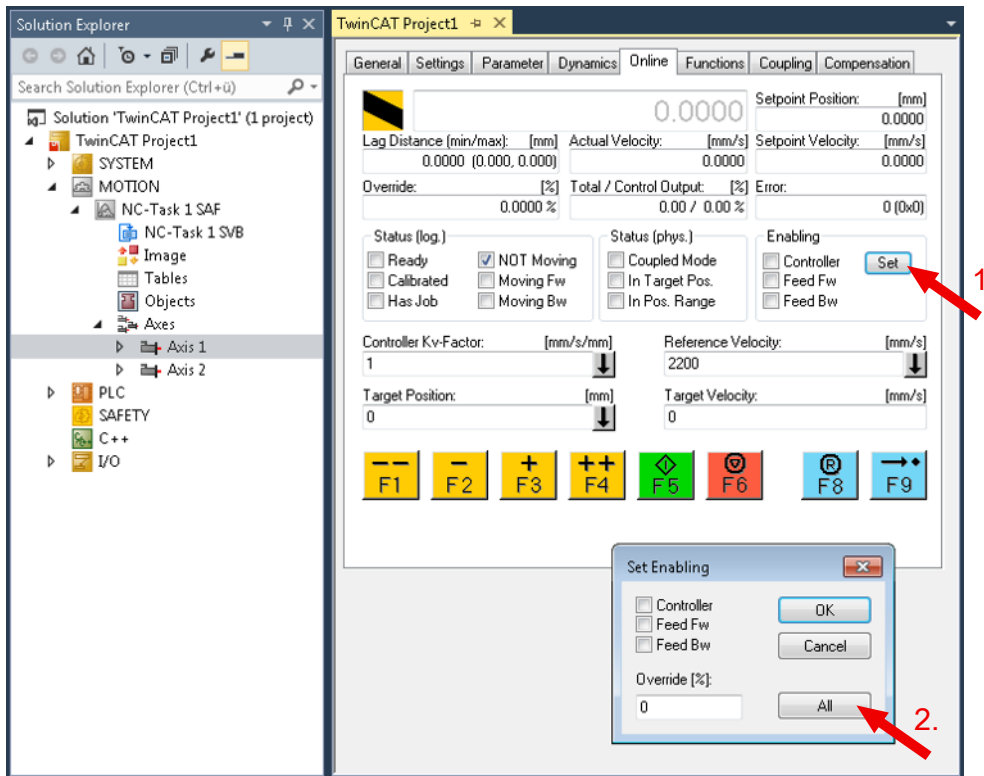 Solution Explorer
Search Solution Explorer (Ctrl+ü)
Solution 'TwinCAT Project1' (1 project)
TwinCAT Project1
SYSTEM
MOTION
NC-Task 1 SAF
NC-Task 1 SVB
Image
Tables
Objects
Axes
Axis 1
Axis 2
PLC
SAFETY
C++
I/O
TwinCAT Project1
General Settings Parameter Dynamics Online Functions Coupling Compensation
0.0000
Setpoint Position: [mm]
0.0000
Lag Distance (min/max): [mm] Actual Velocity: [mm/s] Setpoint Velocity: [mm/s]
0.0000 (0.000, 0.000) 0.0000 0.0000
Override: [%] Total / Control Output: [%] Error:
0.0000 % 0.00 / 0.00 % 0 (0x0)
Status (log.) Status (phys.) Enabling
Ready NOT Moving Coupled Mode Controller Set
Calibrated Moving Fw In Target Pos. Feed Fw
Has Job Moving Bw In Pos. Range Feed Bw
1
Controller Kv-Factor: [mm/s/mm] Reference Velocity: [mm/s]
1 2200
Target Position: [mm] Target Velocity: [mm/s]
0 0
-- - + ++ R
F1 F2 F3 F4 F5 F6 F8 F9
Set Enabling
Controller OK
Feed Fw
Feed Bw Cancel
Override [%]:
0 All
2.